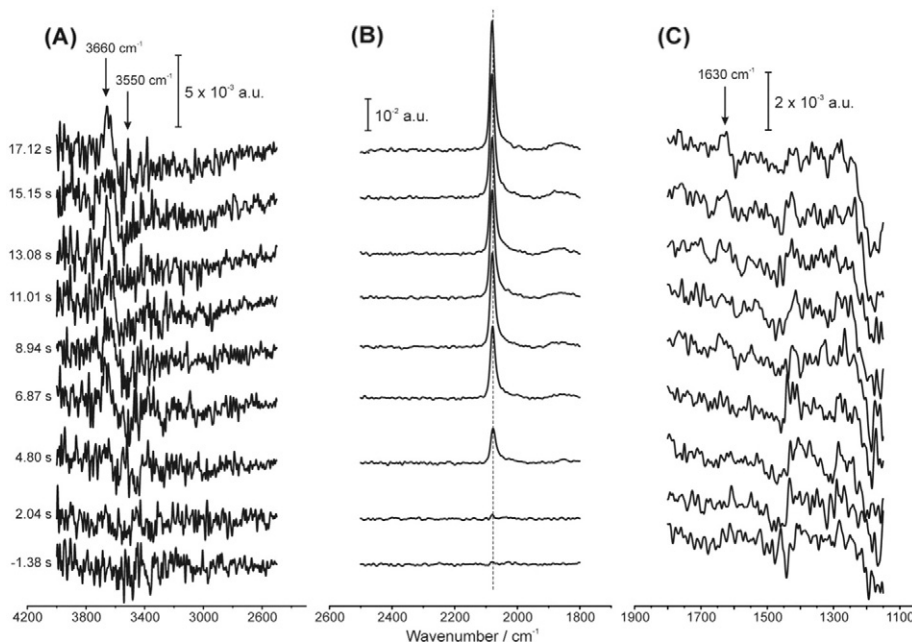 (A)
(B)
(C)
3660 cm⁻¹
3550 cm⁻¹
5 x 10⁻³ a.u.
10⁻² a.u.
1630 cm⁻¹
2 x 10⁻³ a.u.
17.12 s
15.15 s
13.08 s
11.01 s
8.94 s
6.87 s
4.80 s
2.04 s
-1.38 s
4200 3800 3400 3000 2600
2500 2400 2200 2000 1800
1900 1700 1500 1300 1100
Wavenumber / cm⁻¹